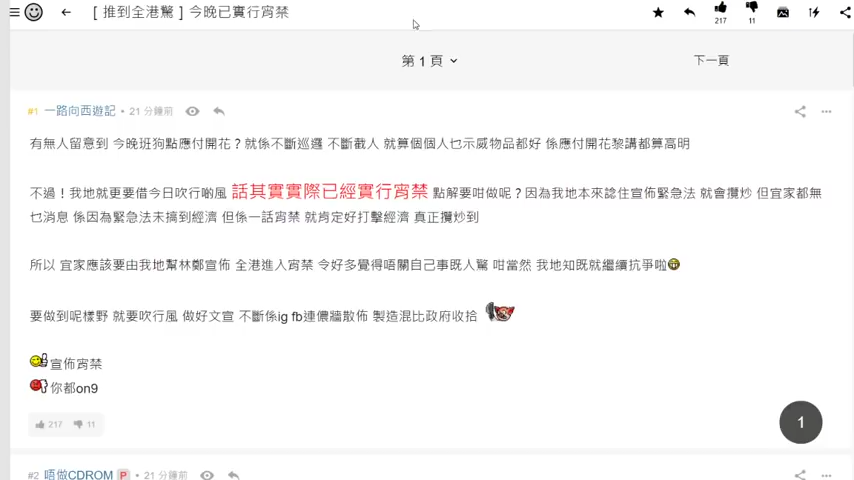 [ 推到全港驚 ] 今晚已實行宵禁
217
11
第 1 頁
下一頁
#1 一路向西遊記 • 21 分鐘前
有無人留意到 今晚班狗點應付開花？就係不斷巡邏 不斷截人 就算個個人乜示威物品都好 係應付開花黎講都算高明
不過！我地就更要借今日吹行啲風 話其實實際已經實行宵禁 點解要咁做呢？因為我地本來諗住宣佈緊急法 就會攬炒 但宜家都無
乜消息 係因為緊急法未搞到經濟 但係一話宵禁 就肯定好打擊經濟 真正攬炒到
所以 宜家應該要由我地幫林鄭宣佈 全港進入宵禁 令好多覺得唔關自己事既人驚 咁當然 我地知既就繼續抗爭啦
要做到呢樣野 就要吹行風 做好文宣 不斷係ig fb連儂牆散佈 製造混比政府收拾
宣佈宵禁
你都on9
217 11
1
#2 唔做CDROM P • 21 分鐘前